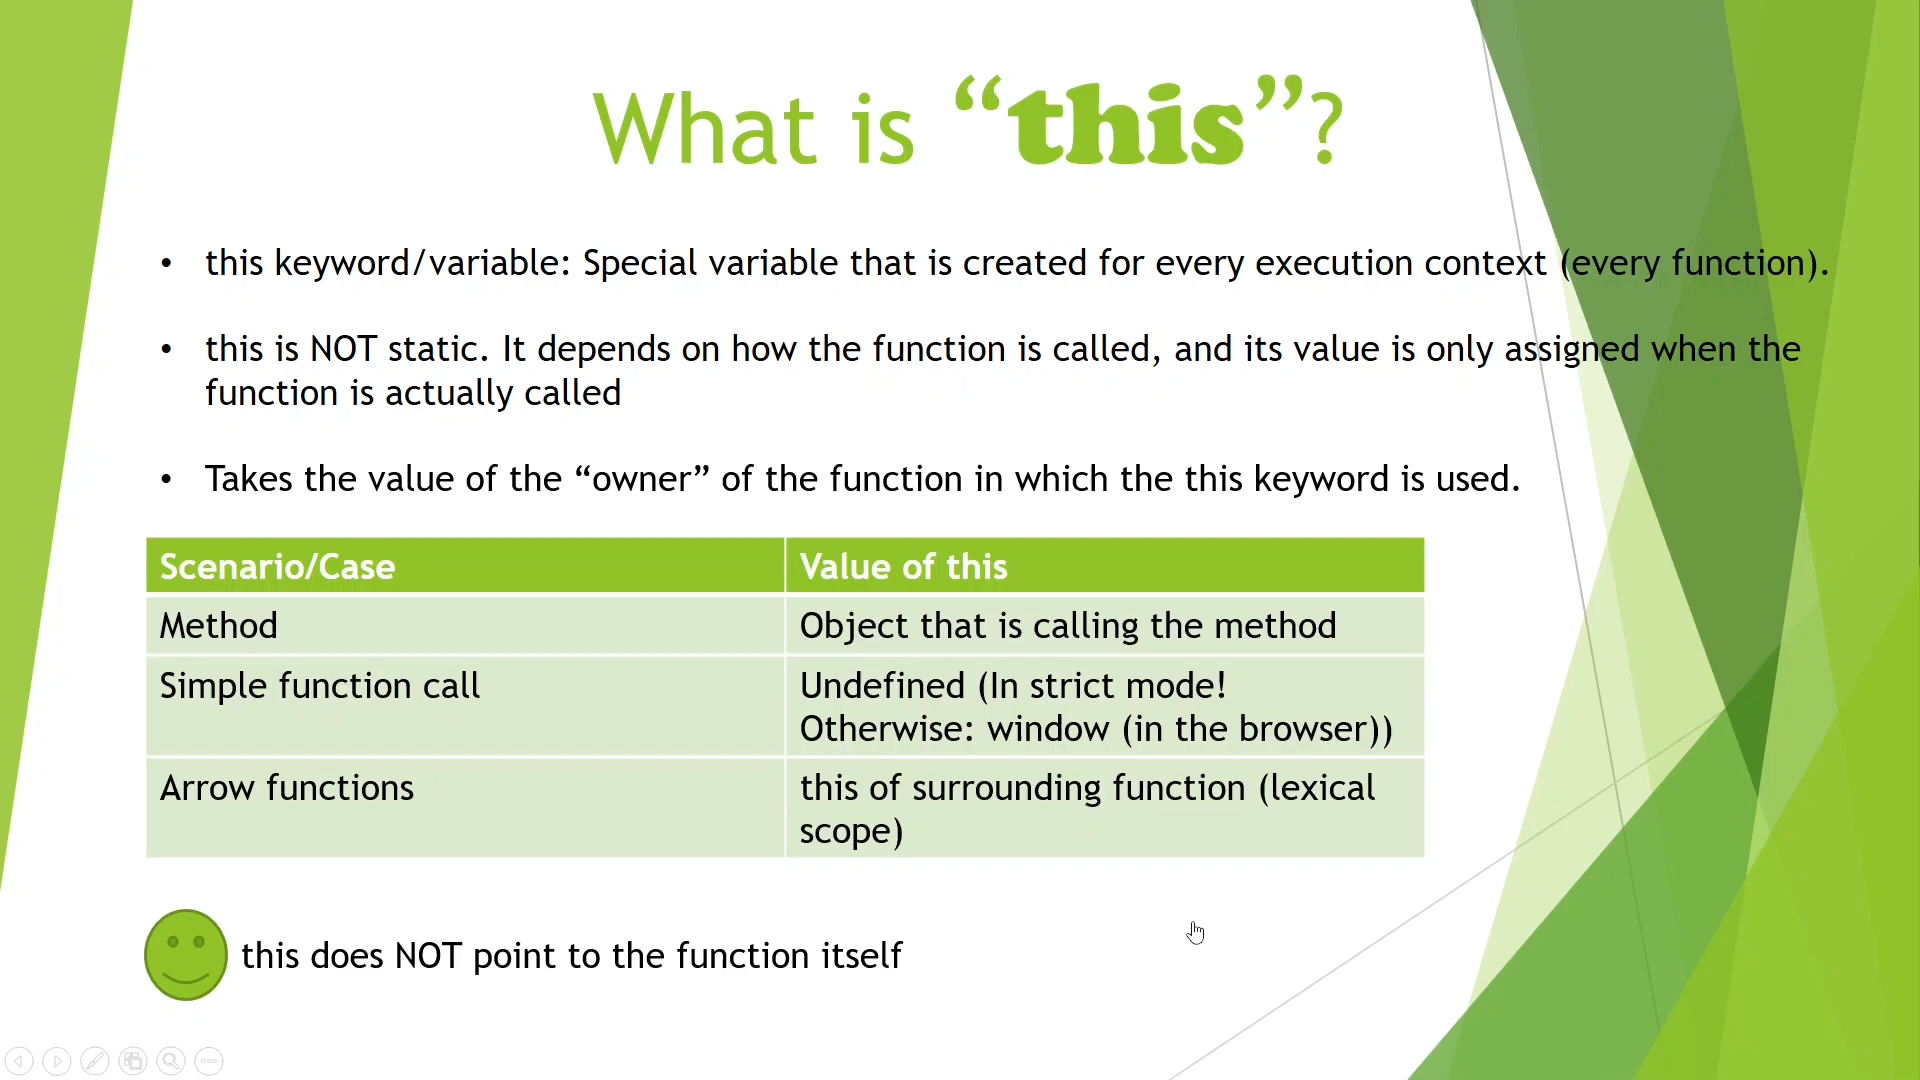 What is “this”?
• this keyword/variable: Special variable that is created for every execution context (every function).
• this is NOT static. It depends on how the function is called, and its value is only assigned when the
function is actually called
• Takes the value of the “owner” of the function in which the this keyword is used.
Scenario/Case Value of this
Method Object that is calling the method
Simple function call Undefined (In strict mode!
Otherwise: window (in the browser))
Arrow functions this of surrounding function (lexical
scope)
this does NOT point to the function itself